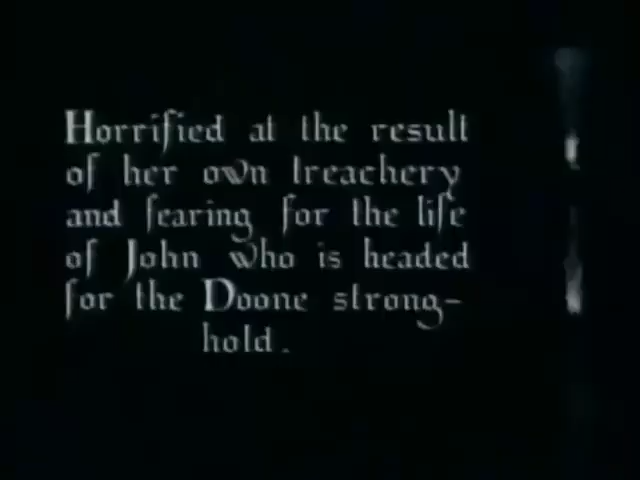 Horrified at the result
of her own treachery
and fearing for the life
of John who is headed
for the Doone strong-
hold.